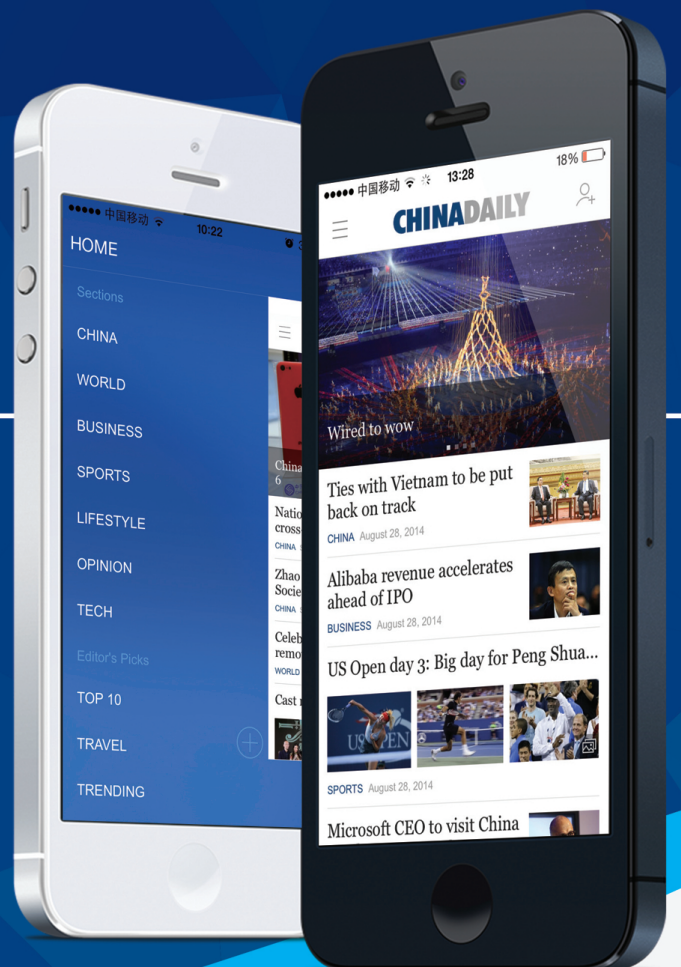 中国移动
10:22
HOME
Sections
CHINA
WORLD
BUSINESS
SPORTS
LIFESTYLE
OPINION
TECH
Editor's Picks
TOP 10
TRAVEL
TRENDING
China
6
Natio
cross
CHINA
Zhao
Socie
CHINA
Celeb
remo
WORLD
Cast
中国移动
13:28
18%
CHINADAILY
Wired to wow
Ties with Vietnam to be put
back on track
CHINA August 28, 2014
Alibaba revenue accelerates
ahead of IPO
BUSINESS August 28, 2014
US Open day 3: Big day for Peng Shua...
US OPEN
SPORTS August 28, 2014
Microsoft CEO to visit China